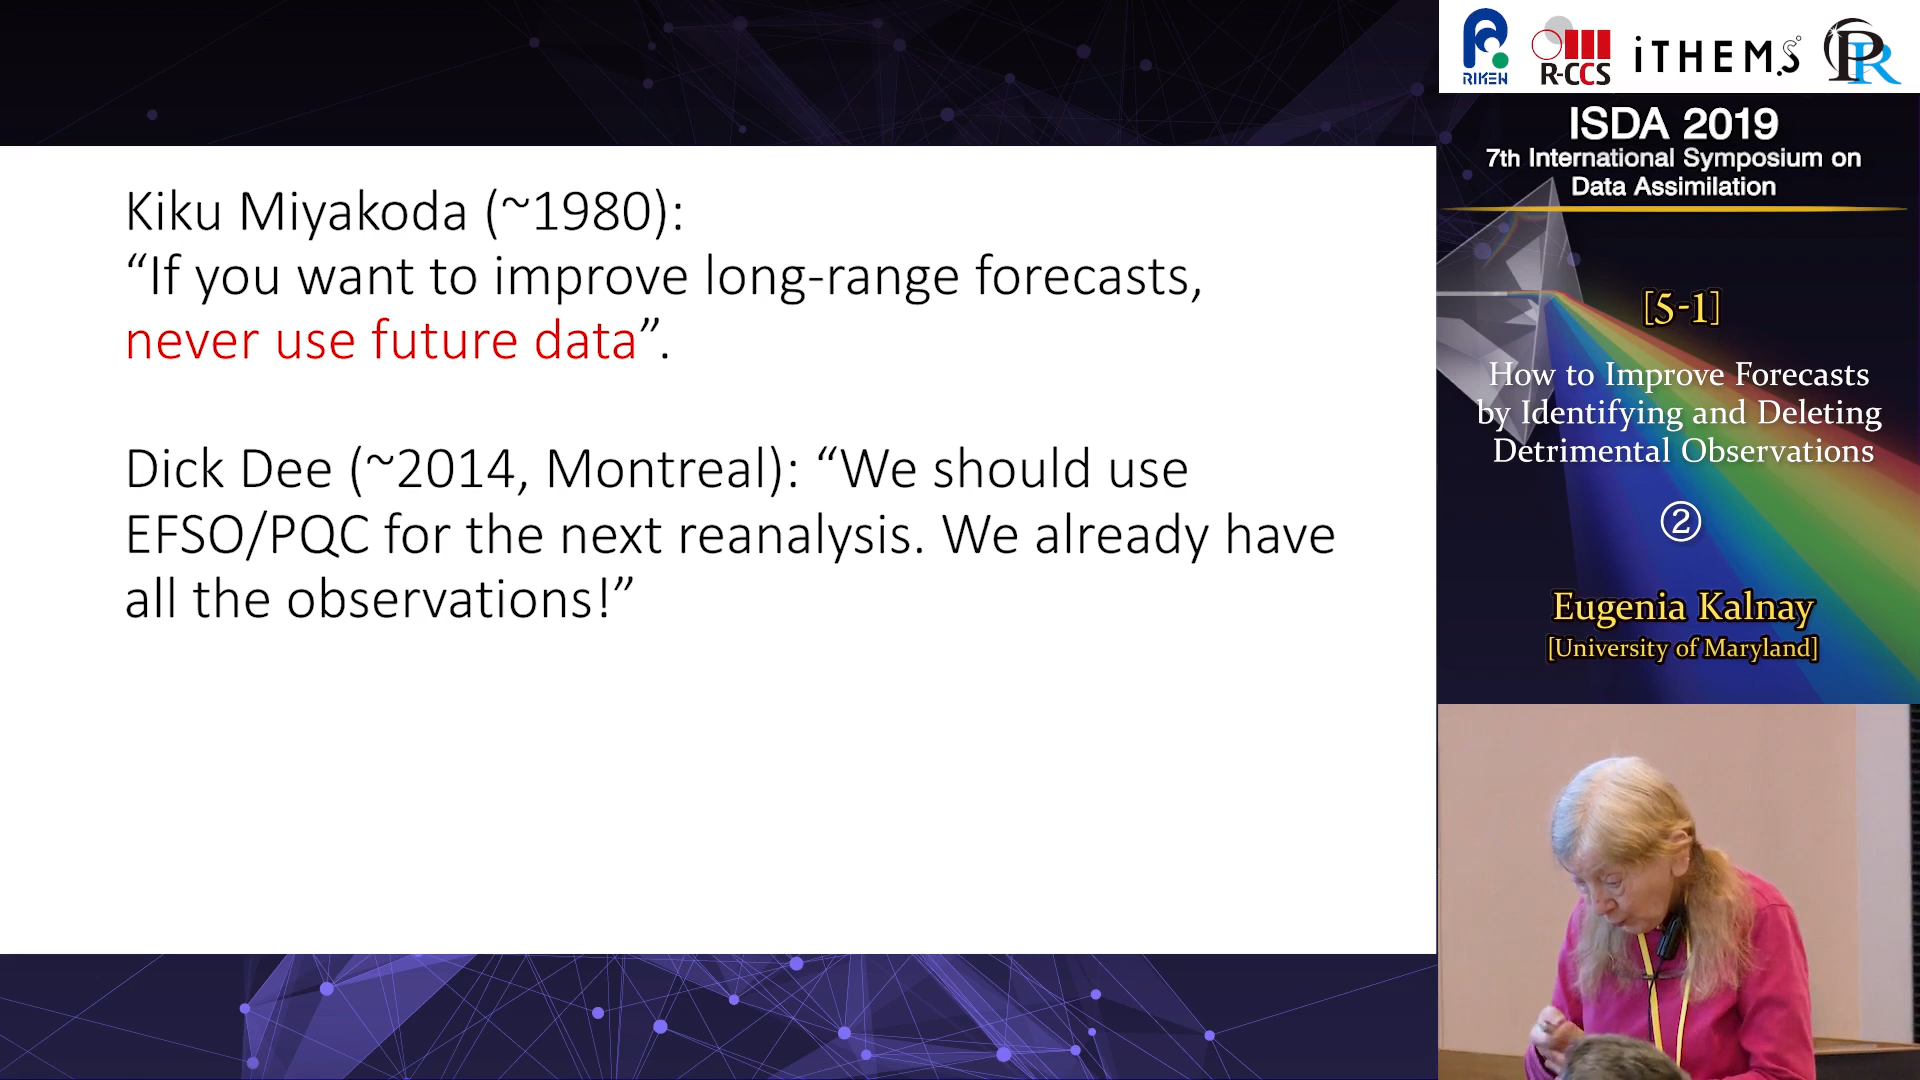 Kiku Miyakoda (~1980):
“If you want to improve long-range forecasts,
never use future data”.
Dick Dee (~2014, Montreal): “We should use
EFSO/PQC for the next reanalysis. We already have
all the observations!”
RIKEN
R-CCS
iTHEMS
PR
ISDA 2019
7th International Symposium on
Data Assimilation
[5-1]
How to Improve Forecasts
by Identifying and Deleting
Detrimental Observations
②
Eugenia Kalnay
[University of Maryland]